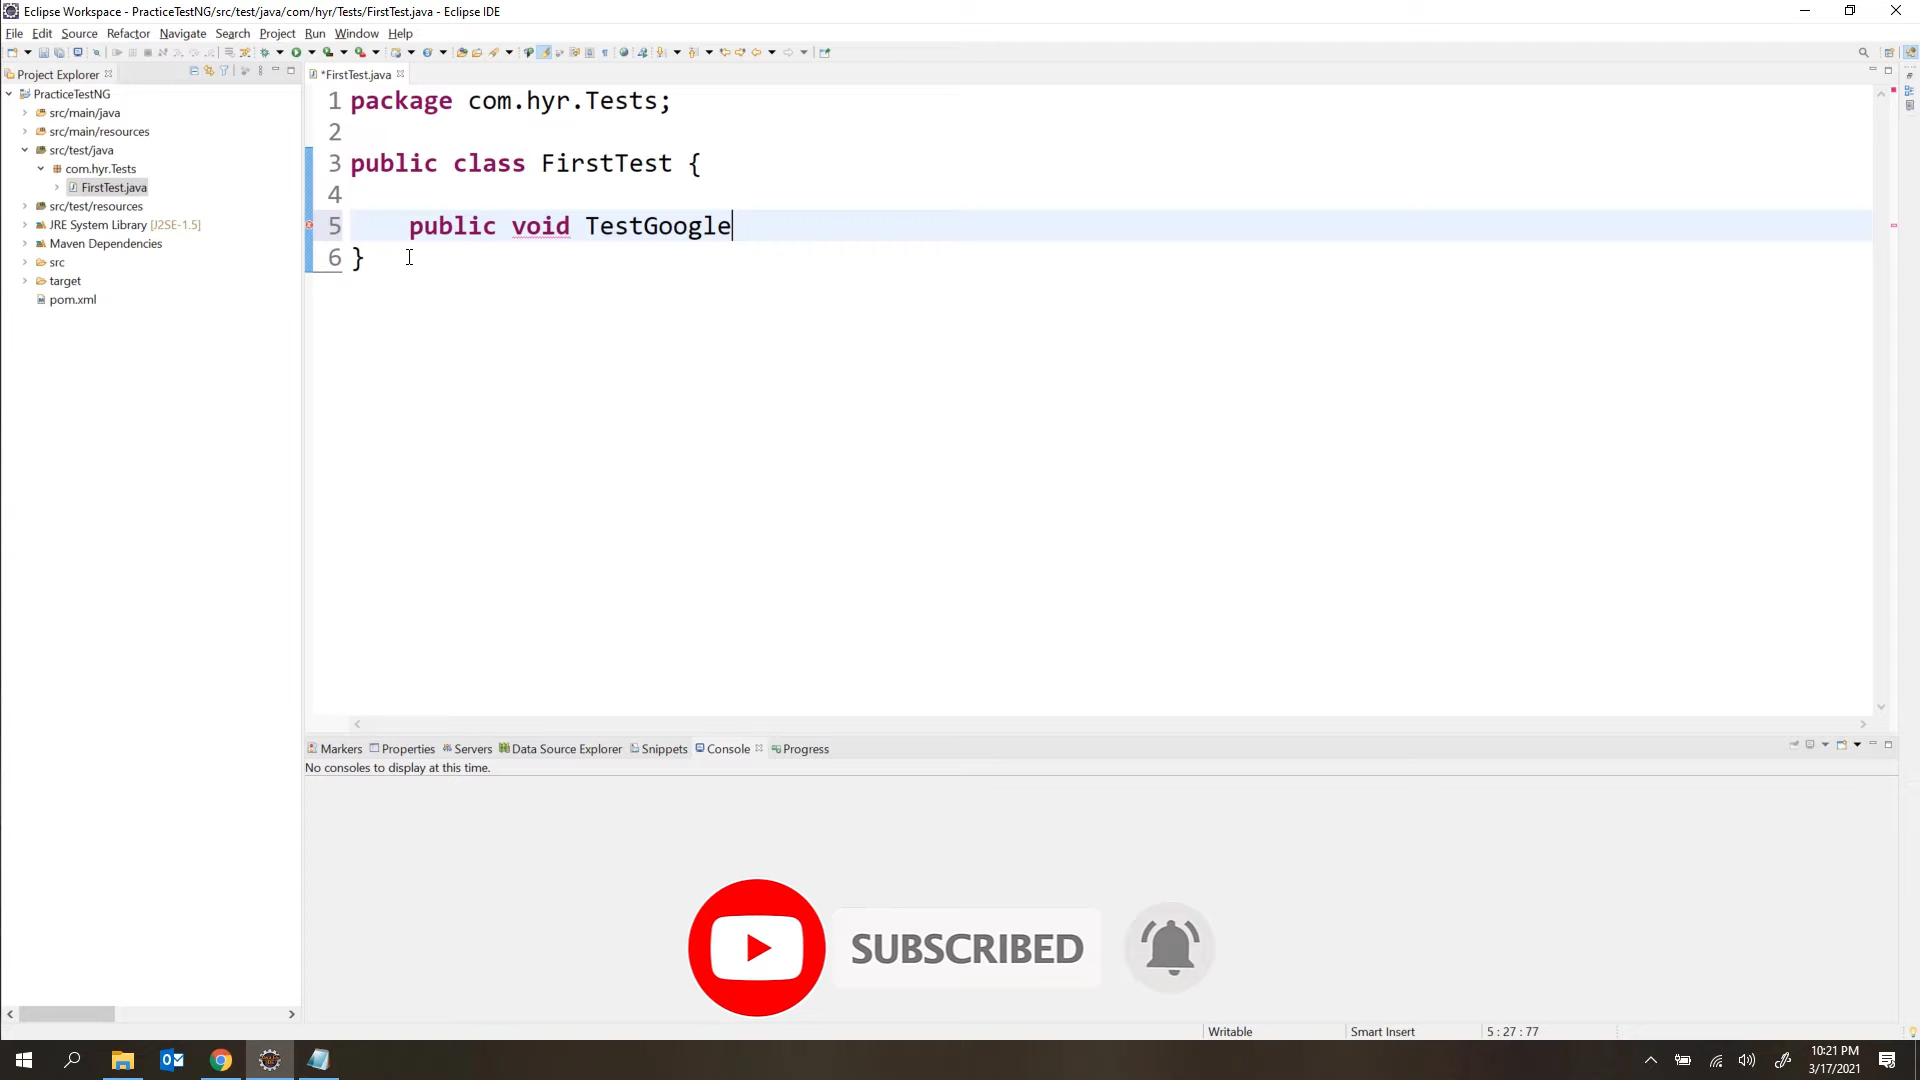 Eclipse Workspace - PracticeTestNG/src/test/java/com/hyr/Tests/FirstTest.java - Eclipse IDE
File Edit Source Refactor Navigate Search Project Run Window Help
Project Explorer
*FirstTest.java
PracticeTestNG
src/main/java
src/main/resources
src/test/java
com.hyr.Tests
FirstTest.java
src/test/resources
JRE System Library [J2SE-1.5]
Maven Dependencies
src
target
pom.xml
1 package com.hyr.Tests;
2
3 public class FirstTest {
4
5 public void TestGoogle
6 }
Markers Properties Servers Data Source Explorer Snippets Console Progress
No consoles to display at this time.
SUBSCRIBED
Writable Smart Insert 5 : 27 : 77
10:21 PM
3/17/2021